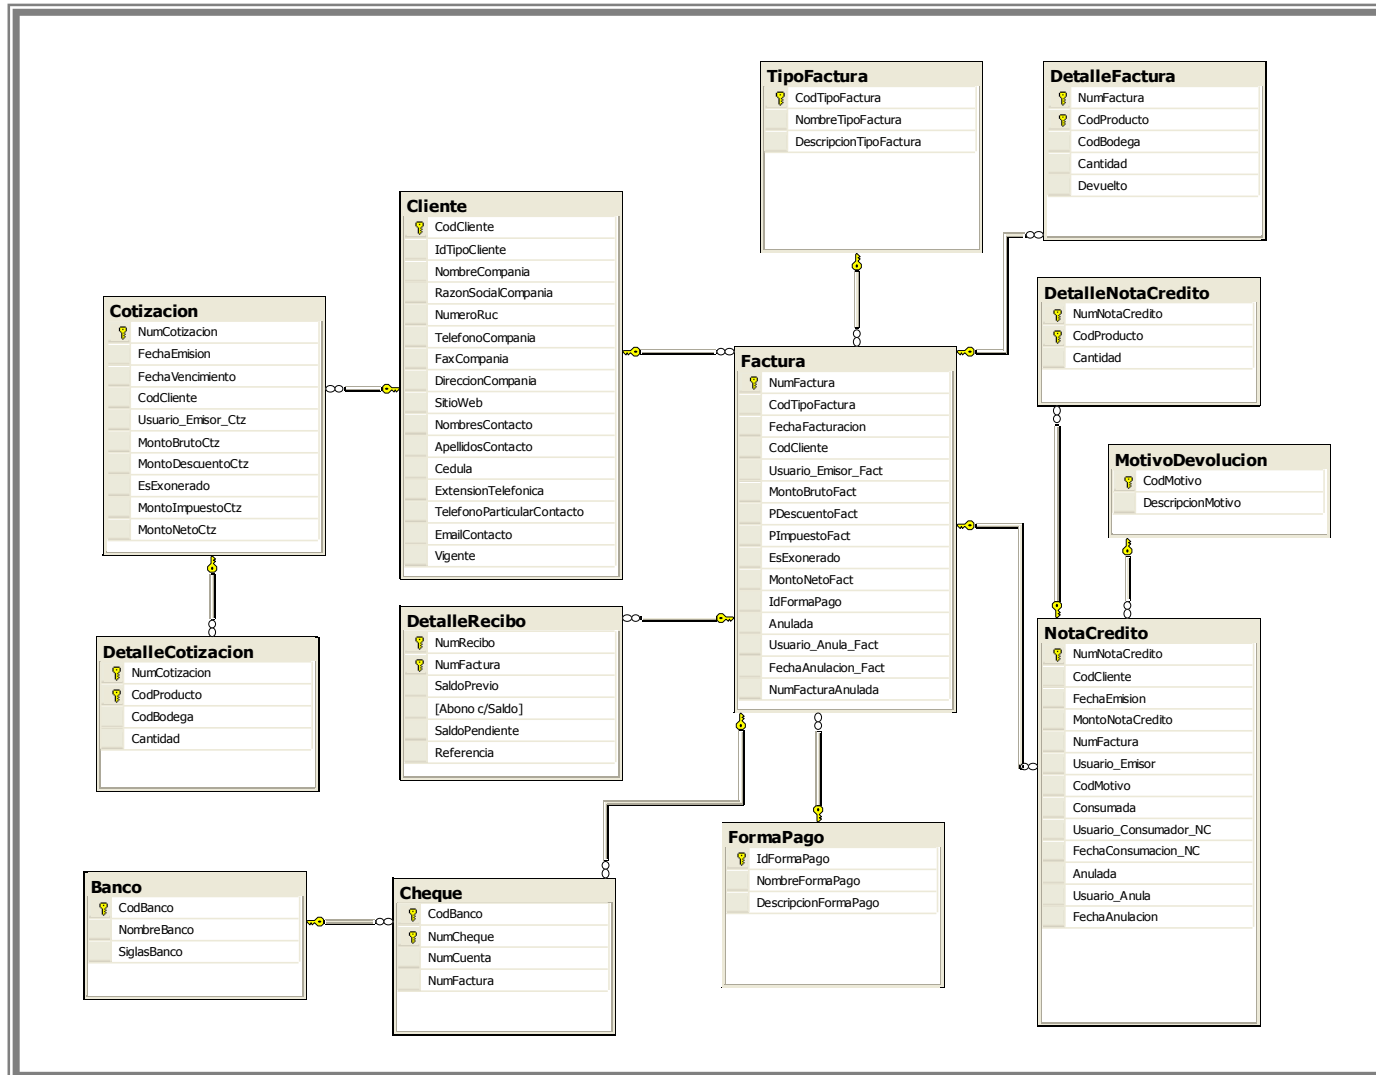 TipoFactura
CodTipoFactura
NombreTipoFactura
DescripcionTipoFactura
DetalleFactura
NumFactura
CodProducto
CodBodega
Cantidad
Devuelto
Cliente
CodCliente
IdTipoCliente
NombreCompania
RazonSocialCompania
NumeroRuc
TelefonoCompania
FaxCompania
DireccionCompania
SitioWeb
NombresContacto
ApellidosContacto
Cedula
ExtensionTelefonica
TelefonoParticularContacto
EmailContacto
Vigente
DetalleNotaCredito
NumNotaCredito
CodProducto
Cantidad
Cotizacion
NumCotizacion
FechaEmision
FechaVencimiento
CodCliente
Usuario_Emisor_Ctz
MontoBrutoCtz
MontoDescuentoCtz
EsExonerado
MontoImpuestoCtz
MontoNetoCtz
Factura
NumFactura
CodTipoFactura
FechaFacturacion
CodCliente
Usuario_Emisor_Fact
MontoBrutoFact
PDescuentoFact
PImpuestoFact
EsExonerado
MontoNetoFact
IdFormaPago
Anulada
Usuario_Anula_Fact
FechaAnulacion_Fact
NumFacturaAnulada
MotivoDevolucion
CodMotivo
DescripcionMotivo
DetalleRecibo
NumRecibo
NumFactura
SaldoPrevio
[Abono c/Saldo]
SaldoPendiente
Referencia
NotaCredito
NumNotaCredito
CodCliente
FechaEmision
MontoNotaCredito
NumFactura
Usuario_Emisor
CodMotivo
Consumada
Usuario_Consumador_NC
FechaConsumacion_NC
Anulada
Usuario_Anula
FechaAnulacion
DetalleCotizacion
NumCotizacion
CodProducto
CodBodega
Cantidad
FormaPago
IdFormaPago
NombreFormaPago
DescripcionFormaPago
Banco
CodBanco
NombreBanco
SiglasBanco
Cheque
CodBanco
NumCheque
NumCuenta
NumFactura